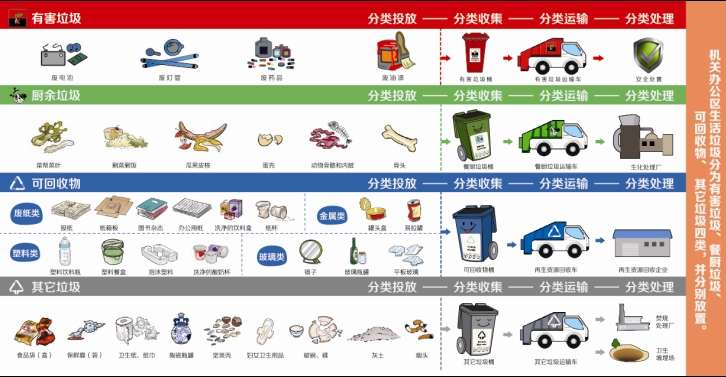 有害垃圾 分类投放 分类收集 分类运输 分类处理
废电池 废灯管 废药品 废油漆 有害垃圾桶 有害垃圾运输车 安全处置
厨余垃圾 分类投放 分类收集 分类运输 分类处理
菜帮菜叶 剩菜剩饭 瓜果皮核 蛋壳 动物骨骼和内脏 骨头 餐厨垃圾桶 餐厨垃圾运输车 生化处理厂
可回收物 分类投放 分类收集 分类运输 分类处理
废纸类 报纸 纸箱板 图书杂志 办公用纸 洗净的饮料盒 纸杯 金属类 罐头盒 易拉罐
塑料类 塑料饮料瓶 塑料餐盒 泡沫塑料 洗净的酸奶杯 玻璃类 镜子 玻璃瓶罐 平板玻璃
可回收物桶 再生资源回收车 再生资源回收企业
其它垃圾 分类投放 分类收集 分类运输 分类处理
食品袋（盒） 保鲜膜（袋） 卫生纸、纸巾 陶瓷瓶罐 坚果壳 妇女卫生用品 灰土 烟头 其它垃圾桶 其它垃圾运输车
焚烧
处理厂
卫生
填埋场
机关办公区生活垃圾分为有害垃圾、餐厨垃圾、
可回收物、其它垃圾四类，并分别放置。